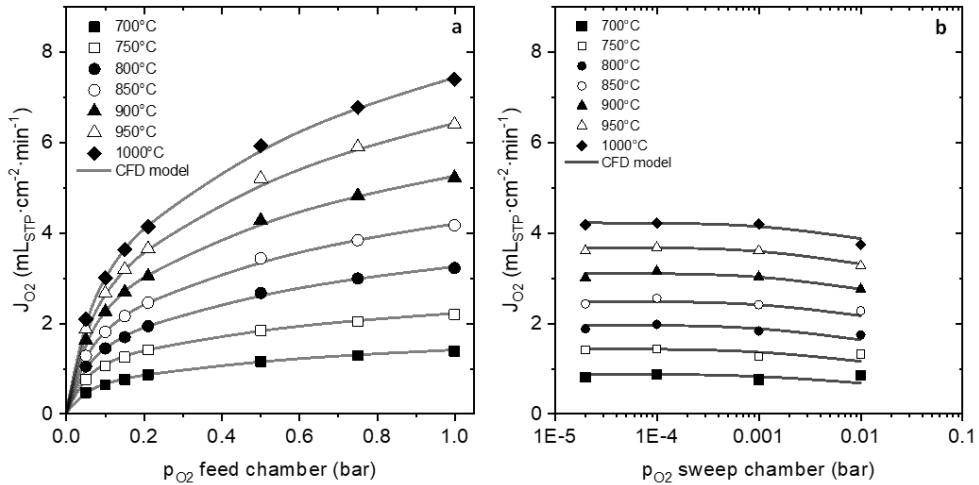 a
700°C
750°C
800°C
850°C
900°C
950°C
1000°C
CFD model
8
6
4
2
0
J_O2 (mL_STP·cm⁻²·min⁻¹)
0.0 0.2 0.4 0.6 0.8 1.0
p_O2 feed chamber (bar)
b
700°C
750°C
800°C
850°C
900°C
950°C
1000°C
CFD model
8
6
4
2
0
J_O2 (mL_STP·cm⁻²·min⁻¹)
1E-5 1E-4 0.001 0.01 0.1
p_O2 sweep chamber (bar)